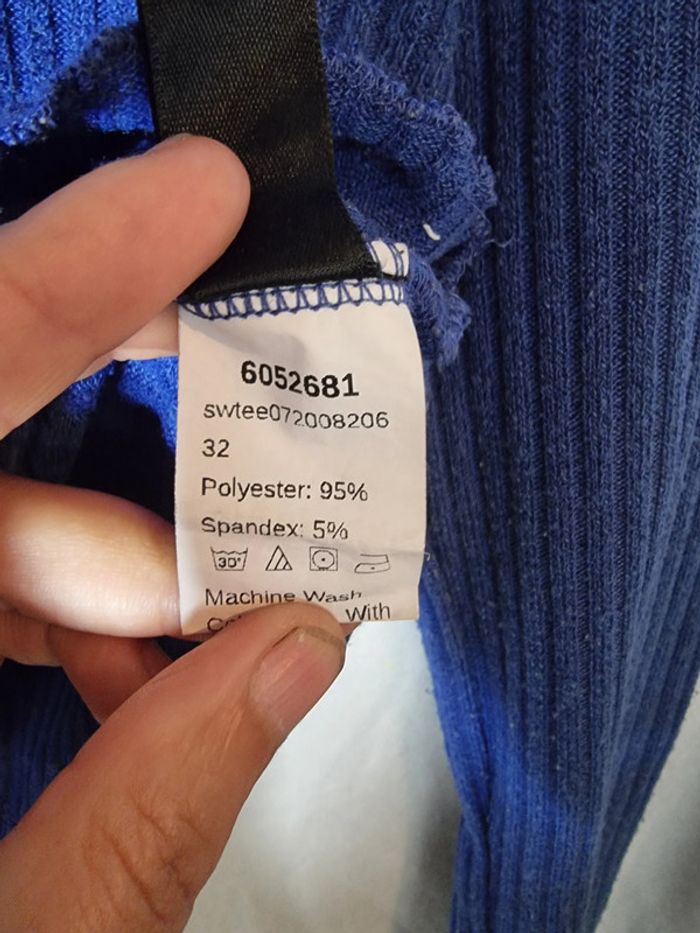 6052681
swtee072008206
32
Polyester: 95%
Spandex: 5%
30°
Machine Wash
With